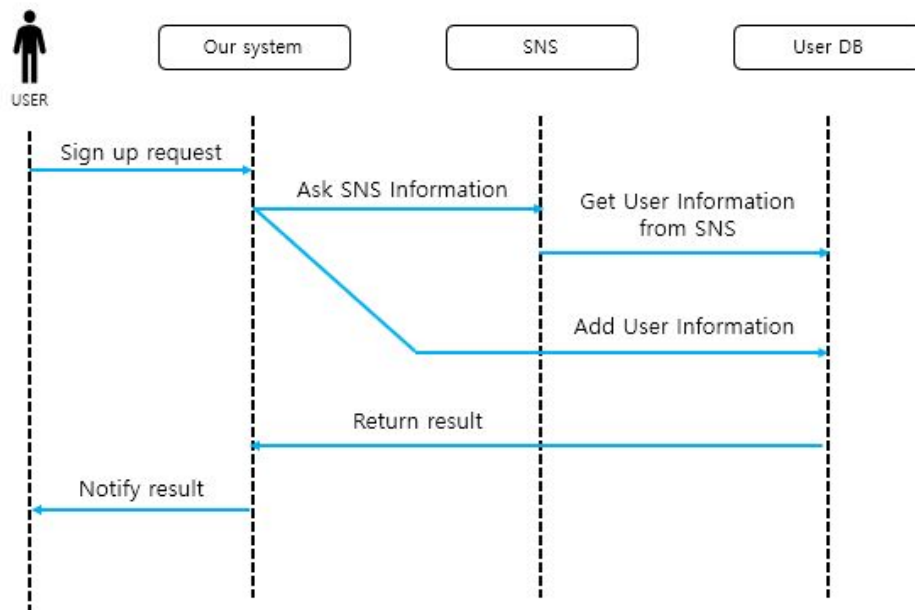 Our system
SNS
User DB
USER
Sign up request
Ask SNS Information
Get User Information
from SNS
Add User Information
Return result
Notify result